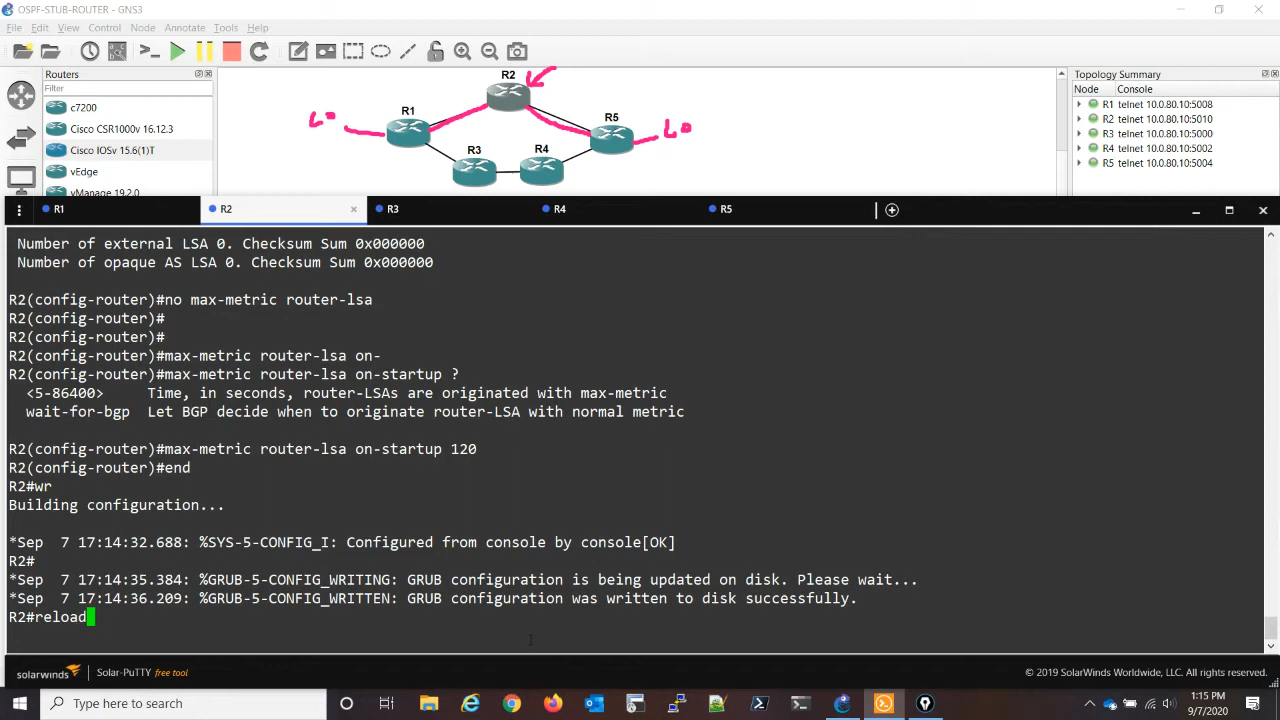 OSPF-STUB-ROUTER - GNS3
File Edit View Control Node Annotate Tools Help
Routers
Filter
c7200
Cisco CSR1000v 16.12.3
Cisco IOSv 15.6(1)T
vEdge
vManage 19.2.0
R2
R1
R5
R3
R4
L0
L0
Topology Summary
Node Console
R1 telnet 10.0.80.10:5008
R2 telnet 10.0.80.10:5010
R3 telnet 10.0.80.10:5000
R4 telnet 10.0.80.10:5002
R5 telnet 10.0.80.10:5004
R1 R2 R3 R4 R5
Number of external LSA 0. Checksum Sum 0x000000
Number of opaque AS LSA 0. Checksum Sum 0x000000
R2(config-router)#no max-metric router-lsa
R2(config-router)#
R2(config-router)#
R2(config-router)#max-metric router-lsa on-
R2(config-router)#max-metric router-lsa on-startup ?
<5-86400> Time, in seconds, router-LSAs are originated with max-metric
wait-for-bgp Let BGP decide when to originate router-LSA with normal metric
R2(config-router)#max-metric router-lsa on-startup 120
R2(config-router)#end
R2#wr
Building configuration...
*Sep 7 17:14:32.688: %SYS-5-CONFIG_I: Configured from console by console[OK]
R2#
*Sep 7 17:14:35.384: %GRUB-5-CONFIG_WRITING: GRUB configuration is being updated on disk. Please wait...
*Sep 7 17:14:36.209: %GRUB-5-CONFIG_WRITTEN: GRUB configuration was written to disk successfully.
R2#reload
solarwinds Solar-PuTTY free tool © 2019 SolarWinds Worldwide, LLC. All rights reserved.
Type here to search
1:15 PM
9/7/2020